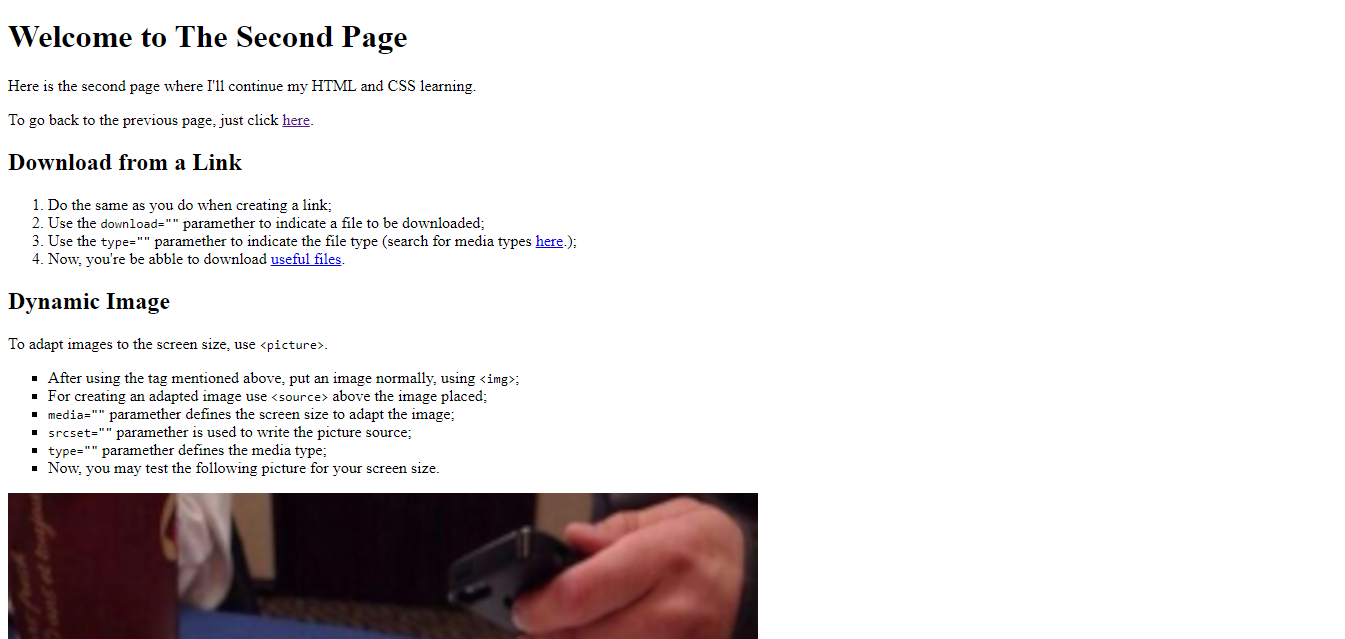 Welcome to The Second Page
Here is the second page where I'll continue my HTML and CSS learning.
To go back to the previous page, just click here.
Download from a Link
1. Do the same as you do when creating a link;
2. Use the download="" paramether to indicate a file to be downloaded;
3. Use the type="" paramether to indicate the file type (search for media types here.);
4. Now, you're be abble to download useful files.
Dynamic Image
To adapt images to the screen size, use <picture>.
▪ After using the tag mentioned above, put an image normally, using <img>;
▪ For creating an adapted image use <source> above the image placed;
▪ media="" paramether defines the screen size to adapt the image;
▪ srcset="" paramether is used to write the picture source;
▪ type="" paramether defines the media type;
▪ Now, you may test the following picture for your screen size.